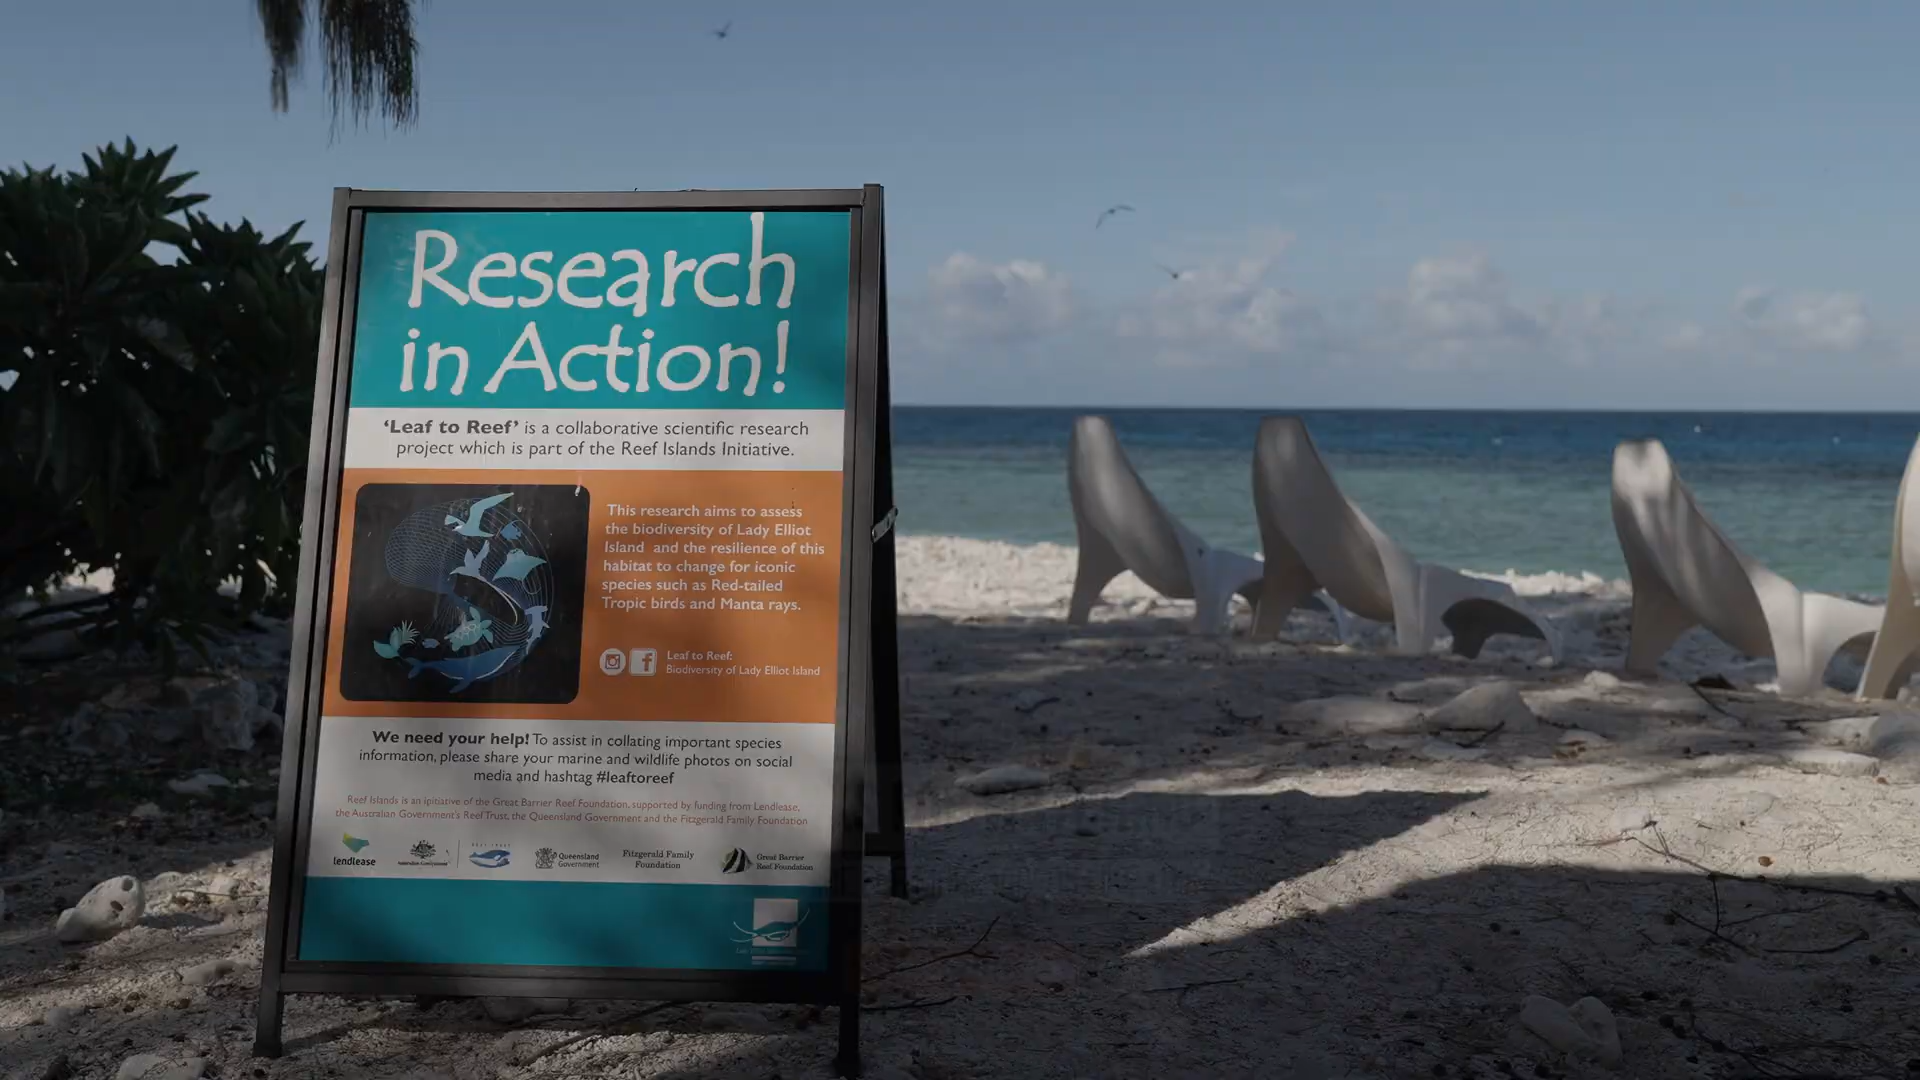 Research
in Action!
'Leaf to Reef' is a collaborative scientific research
project which is part of the Reef Islands Initiative.
This research aims to assess
the biodiversity of Lady Elliot
Island and the resilience of this
habitat to change for iconic
species such as Red-tailed
Tropic birds and Manta rays.
Leaf to Reef:
Biodiversity of Lady Elliot Island
We need your help! To assist in collating important species
information, please share your marine and wildlife photos on social
media and hashtag #leaftoreef
Reef Islands is an initiative of the Great Barrier Reef Foundation, supported by funding from Lendlease,
the Australian Government's Reef Trust, the Queensland Government and the Fitzgerald Family Foundation
lendlease
Australian Government
Queensland
Government
Fitzgerald Family
Foundation
Great Barrier
Reef Foundation